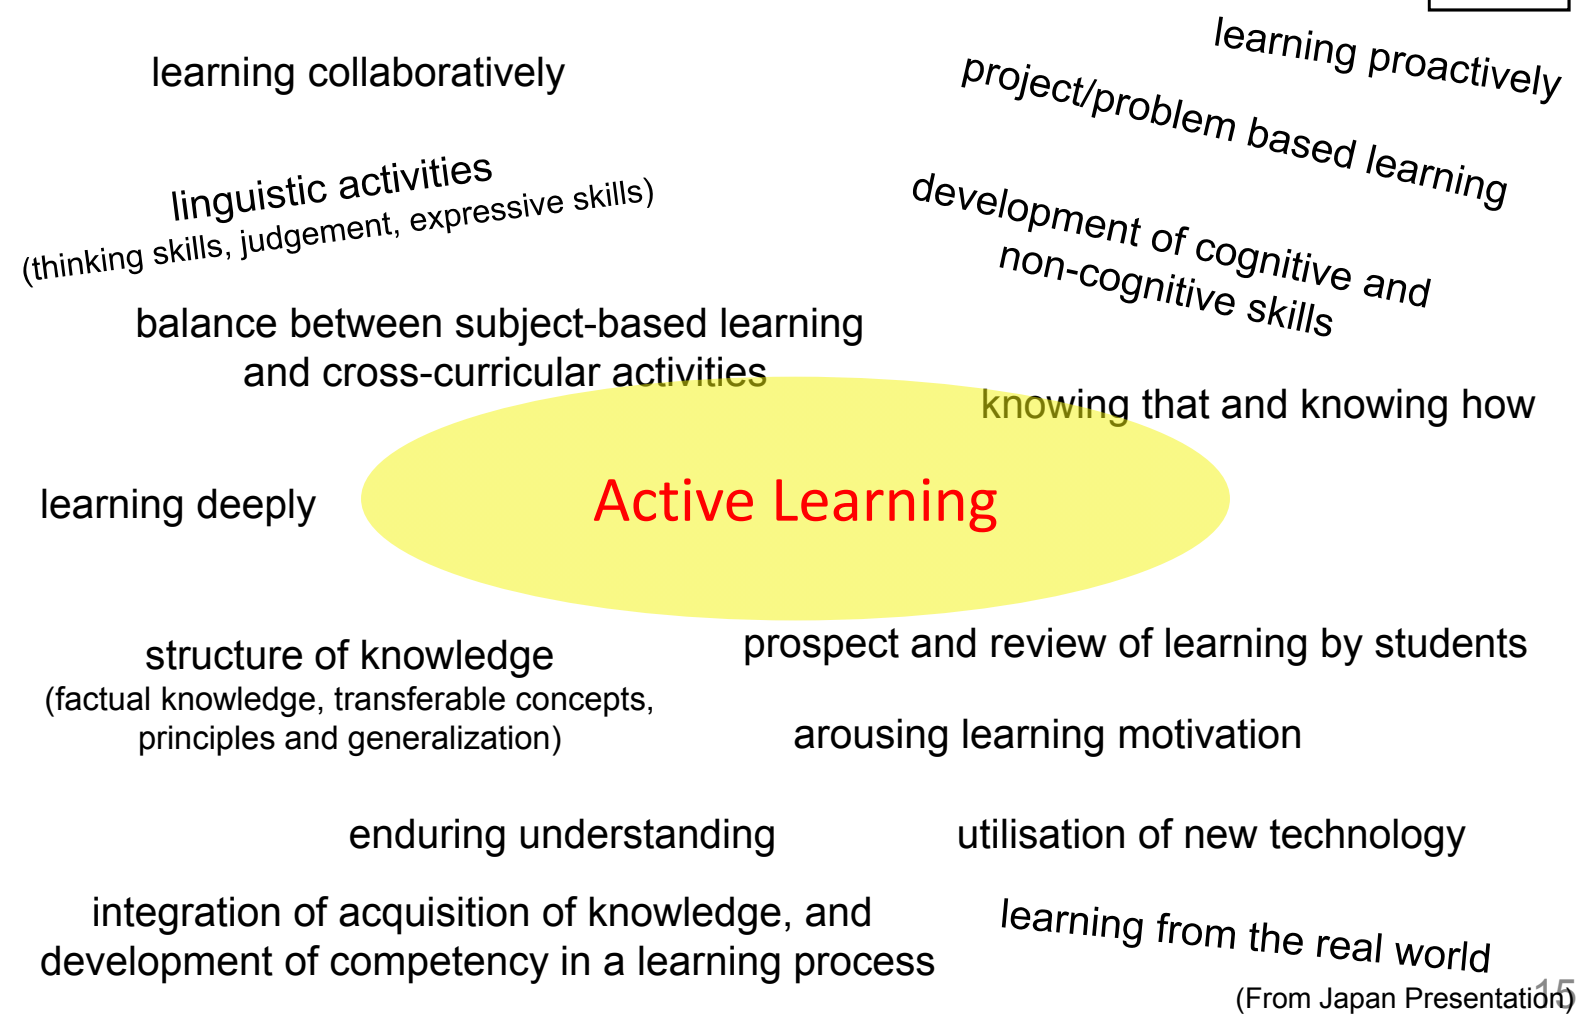 learning collaboratively
learning proactively
project/problem based learning
linguistic activities
(thinking skills, judgement, expressive skills)
development of cognitive and
non-cognitive skills
balance between subject-based learning
and cross-curricular activities
knowing that and knowing how
learning deeply
Active Learning
structure of knowledge
(factual knowledge, transferable concepts,
principles and generalization)
prospect and review of learning by students
arousing learning motivation
enduring understanding
utilisation of new technology
integration of acquisition of knowledge, and
development of competency in a learning process
learning from the real world
(From Japan Presentation)
15